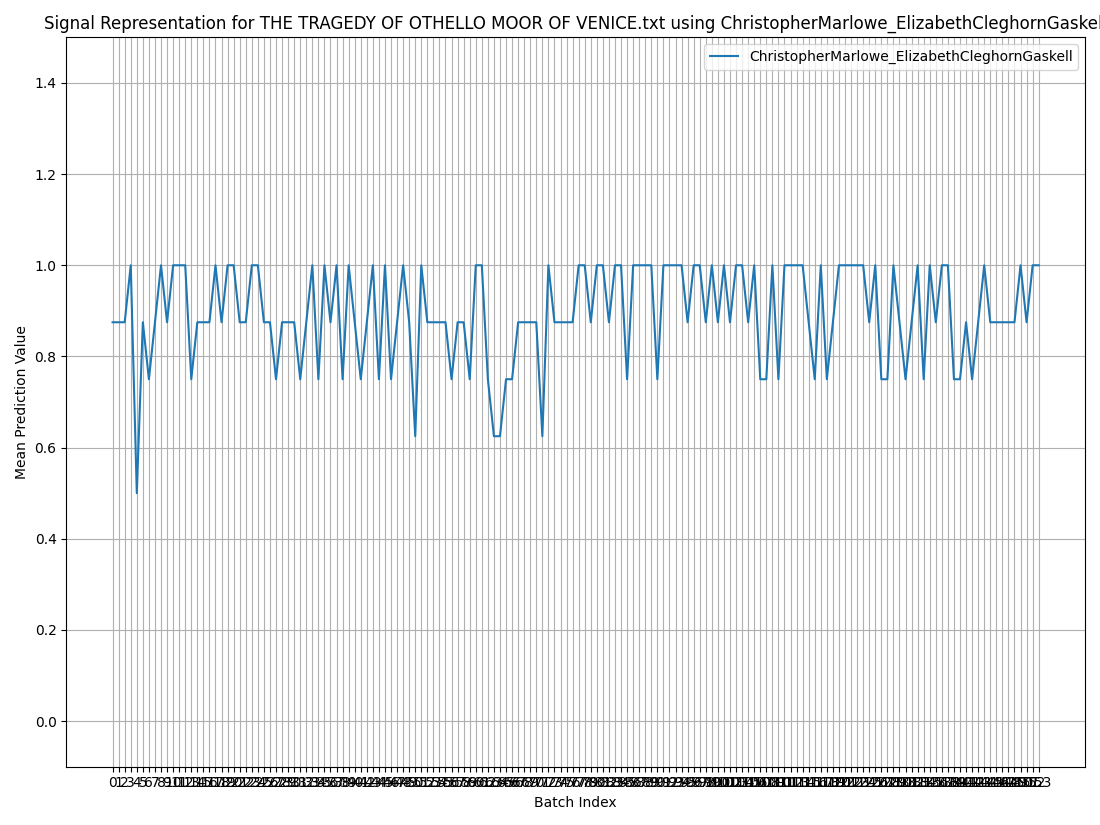 Signal Representation for THE TRAGEDY OF OTHELLO MOOR OF VENICE.txt using ChristopherMarlowe_ElizabethCleghornGaskel
ChristopherMarlowe_ElizabethCleghornGaskell
1.4
1.2
1.0
0.8
0.6
0.4
0.2
0.0
Mean Prediction Value
Batch Index